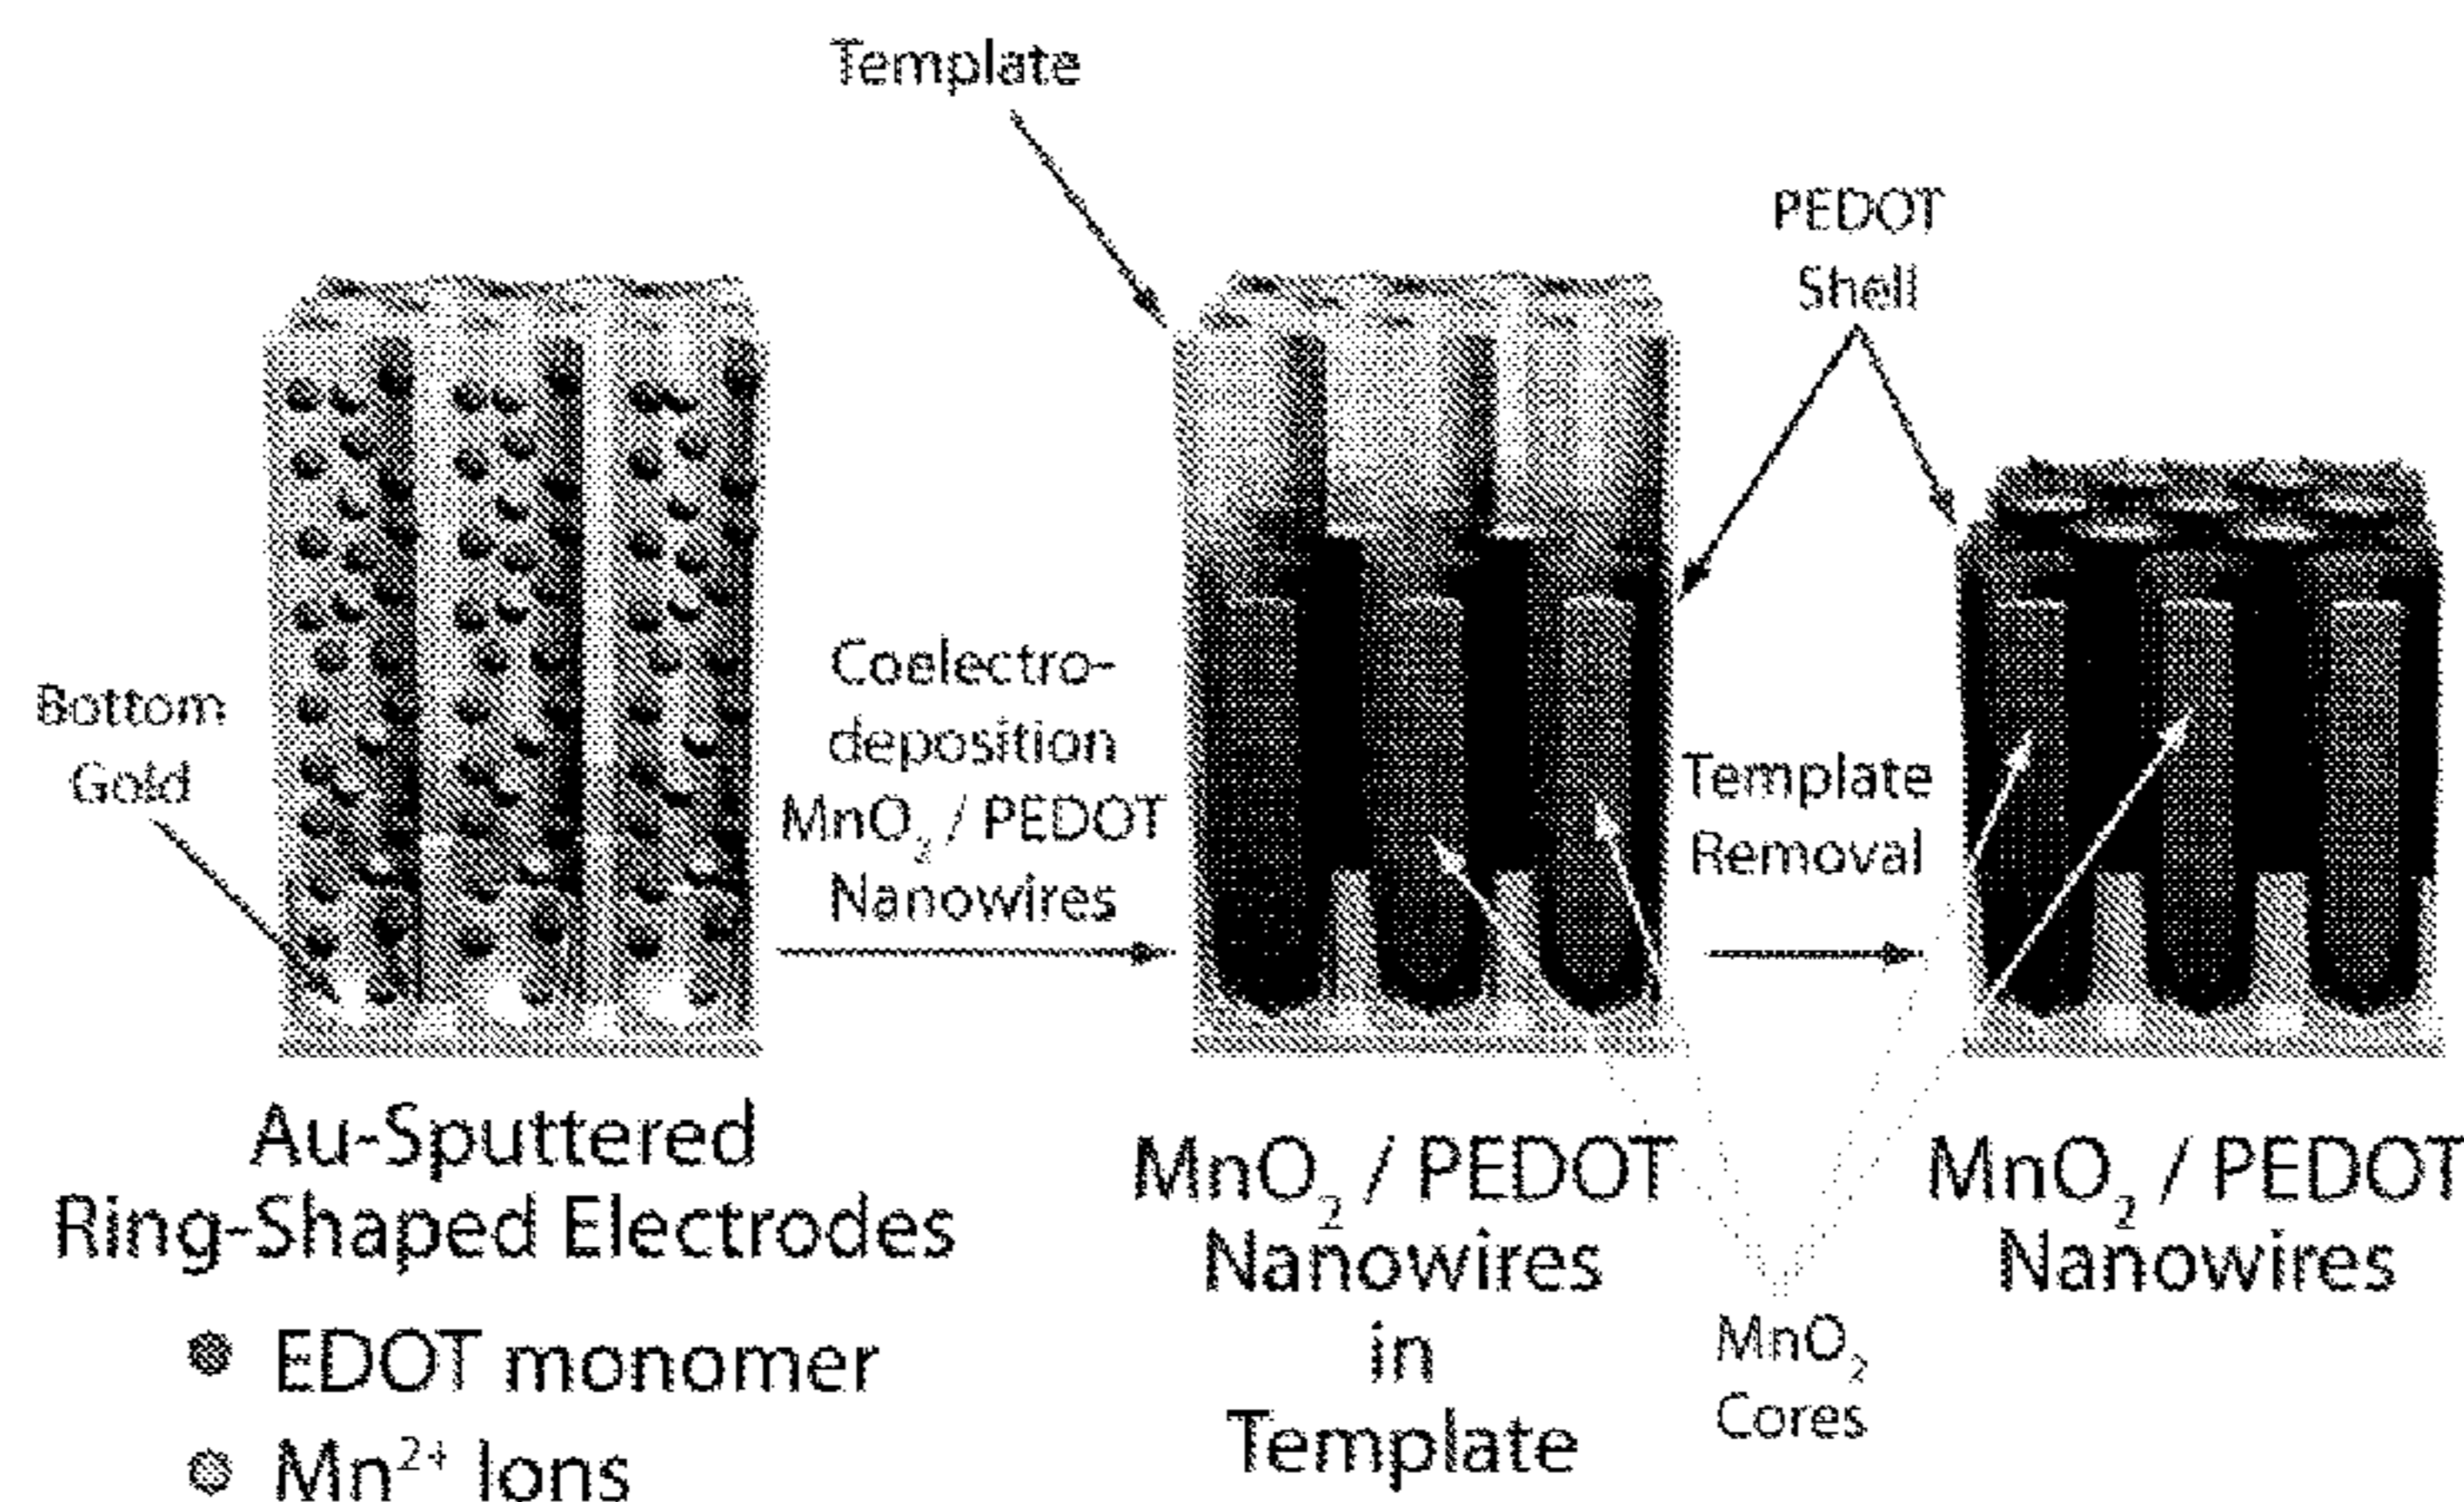 Template
PEDOT
Shell
Bottom
Gold
Coelectro-
deposition
MnO₂ / PEDOT
Nanowires
Template
Removal
Au-Sputtered
Ring-Shaped Electrodes
EDOT monomer
Mn²⁺ Ions
MnO₂ / PEDOT
Nanowires
in
Template
MnO₂
Cores
MnO₂ / PEDOT
Nanowires